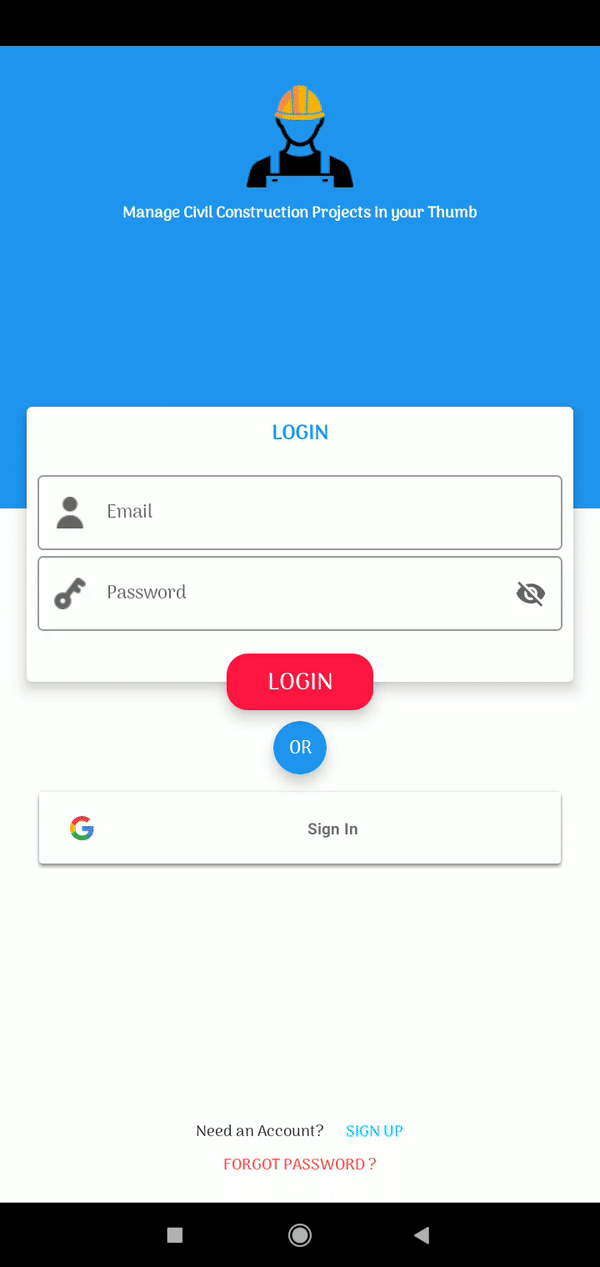 Manage Civil Construction Projects in your Thumb
LOGIN
Email
Password
LOGIN
OR
Sign In
Need an Account? SIGN UP
FORGOT PASSWORD ?